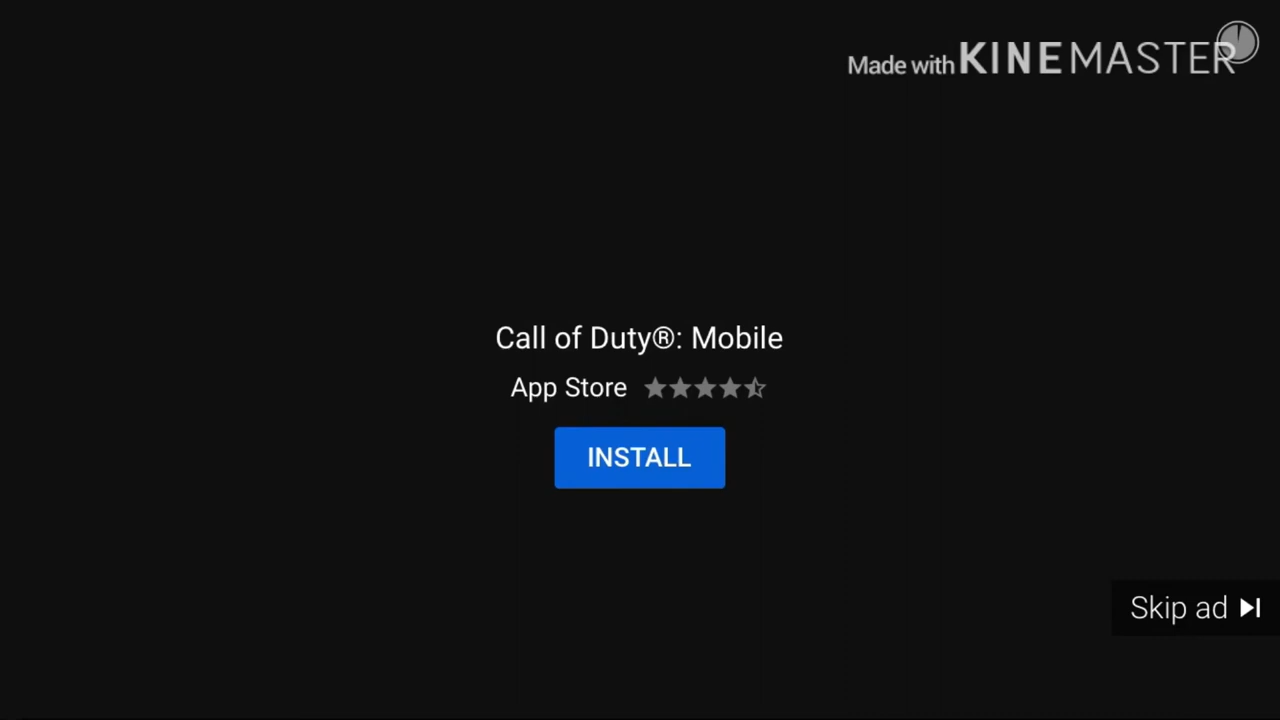 Made with KINEMASTER
Call of Duty®: Mobile
App Store
INSTALL
Skip ad